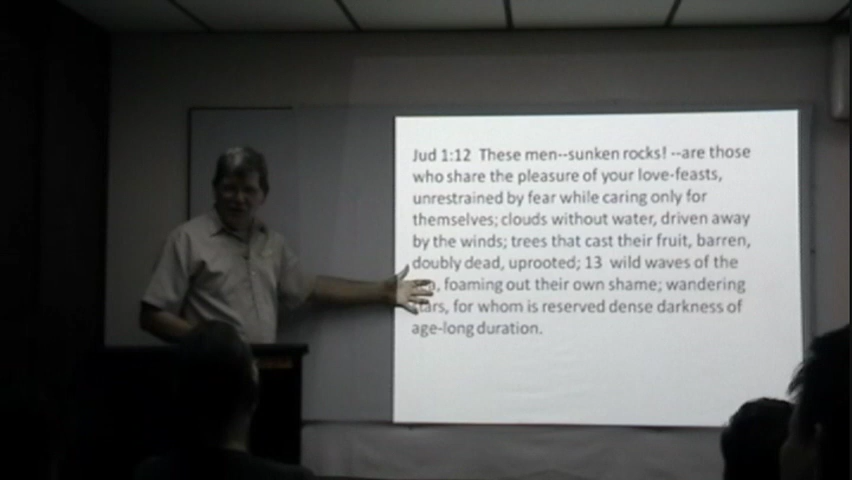 Jud 1:12 These men--sunken rocks! --are those
who share the pleasure of your love-feasts,
unrestrained by fear while caring only for
themselves; clouds without water, driven away
by the winds; trees that cast their fruit, barren,
doubly dead, uprooted; 13 wild waves of the
foaming out their own shame; wandering
for whom is reserved dense darkness of
age-long duration.